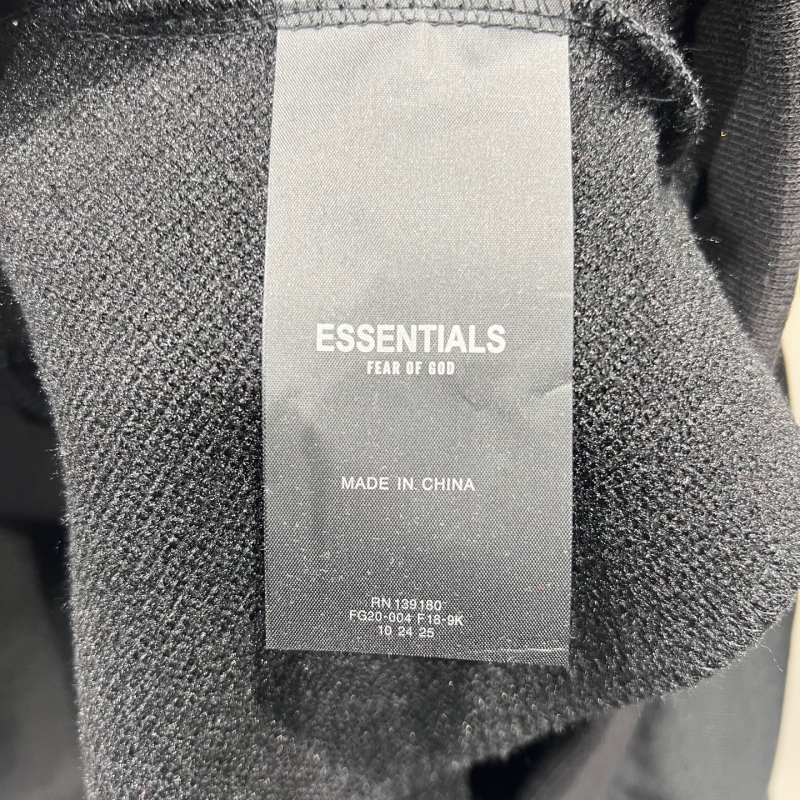 ESSENTIALS
FEAR OF GOD
MADE IN. CHINA
RN 139180
FG20-004 F18-9K
10 24 25